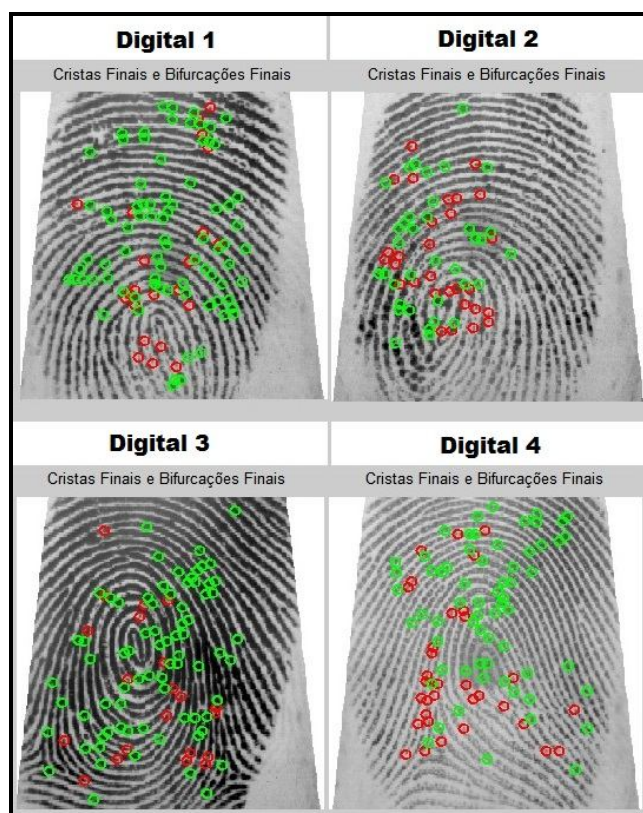 Digital 1
Digital 2
Cristas Finais e Bifurcações Finais
Cristas Finais e Bifurcações Finais
Digital 3
Digital 4
Cristas Finais e Bifurcações Finais
Cristas Finais e Bifurcações Finais